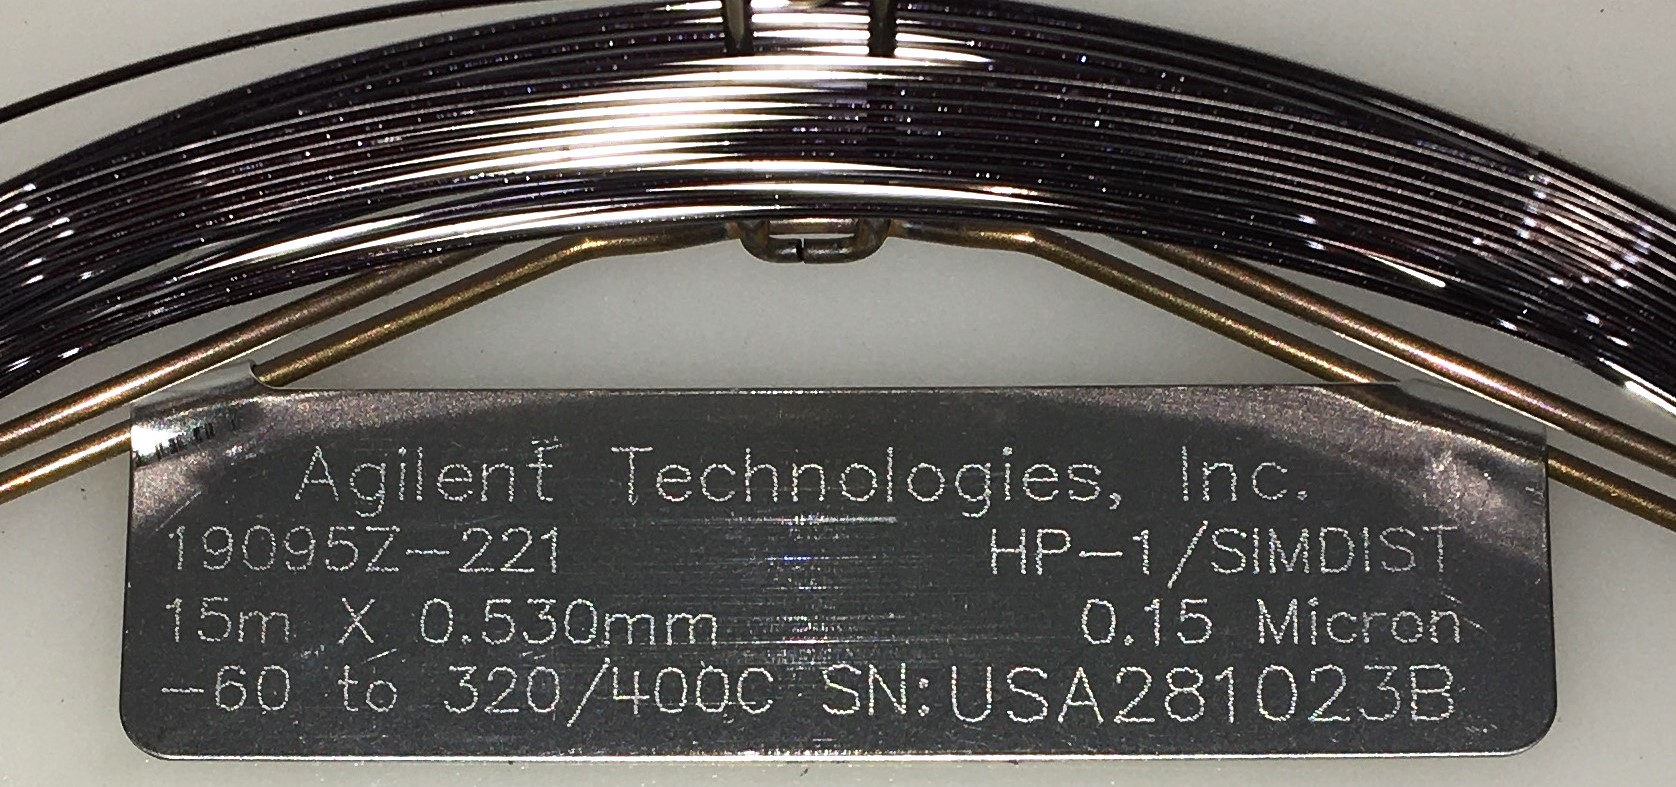 Agilent Technologies, Inc.
19095Z-221 HP-1/SIMDIST
15m X 0.530mm 0.15 Micron
-60 to 320/400C SN:USA281023B